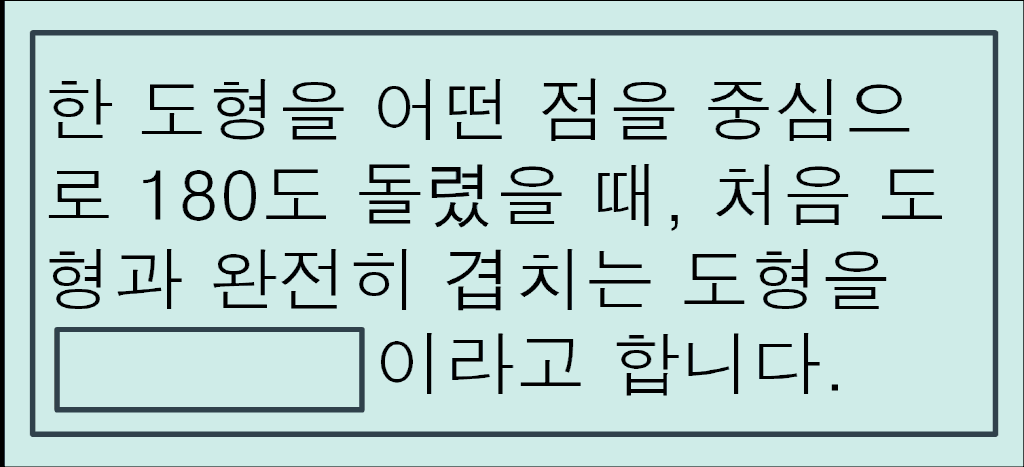 한 도형을 어떤 점을 중심으
로 180도 돌렸을 때, 처음 도
형과 완전히 겹치는 도형을
이라고 합니다.